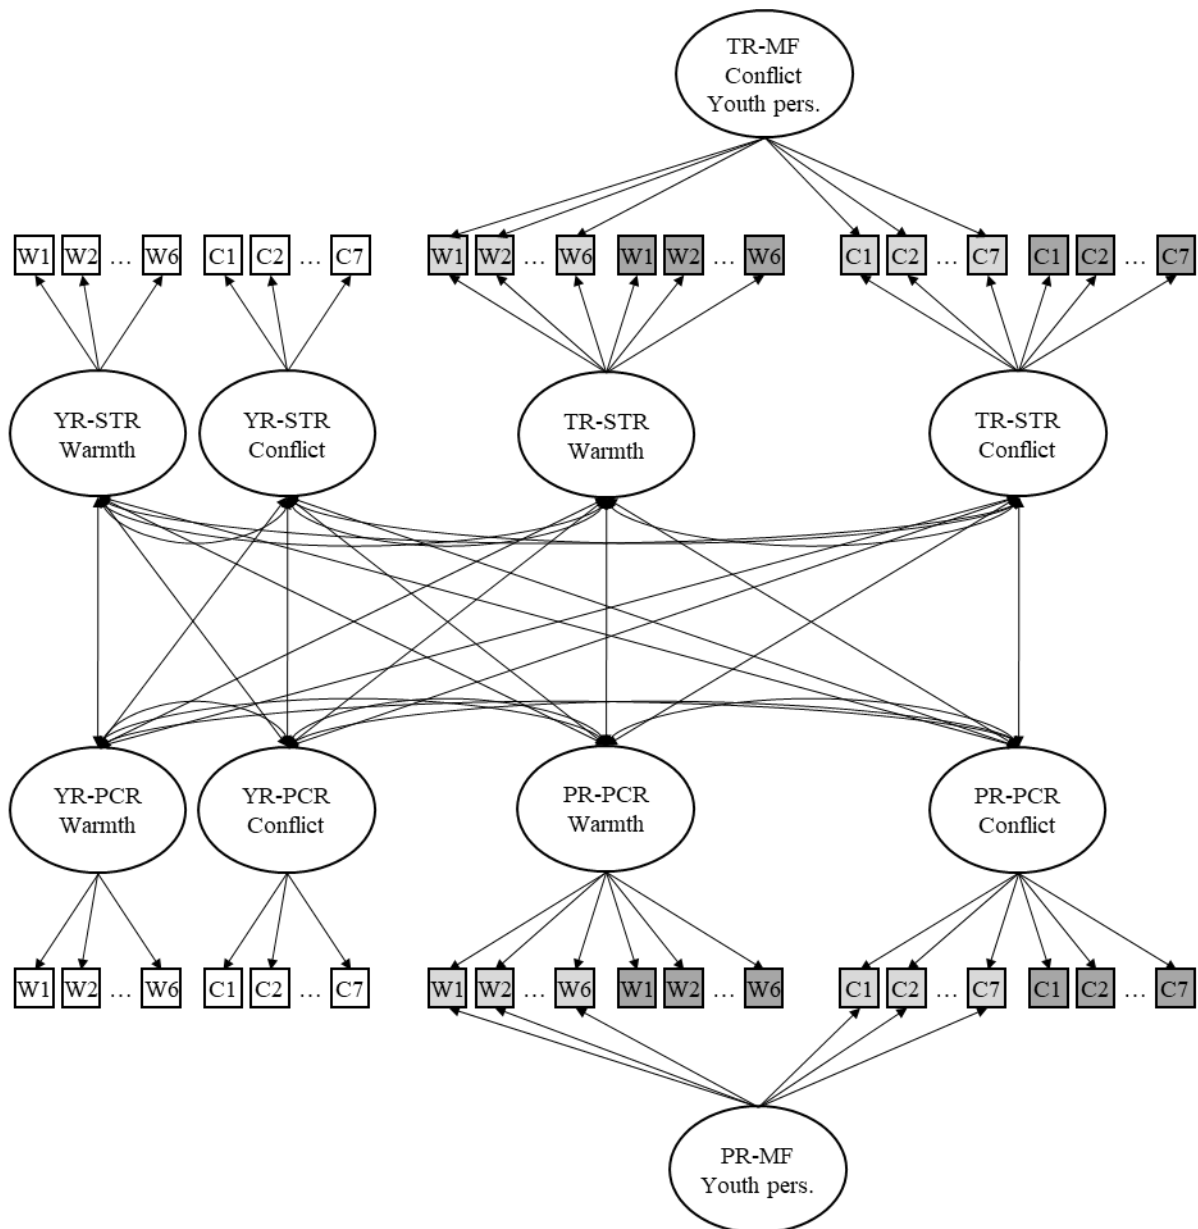 TR-MF
Conflict
Youth pers.
W1 W2 … W6 C1 C2 … C7 W1 W2 … W6 W1 W2 … W6 C1 C2 … C7 C1 C2 … C7
YR-STR
Warmth
YR-STR
Conflict
TR-STR
Warmth
TR-STR
Conflict
YR-PCR
Warmth
YR-PCR
Conflict
PR-PCR
Warmth
PR-PCR
Conflict
W1 W2 … W6 C1 C2 … C7 W1 W2 … W6 W1 W2 … W6 C1 C2 … C7 C1 C2 … C7
PR-MF
Youth pers.